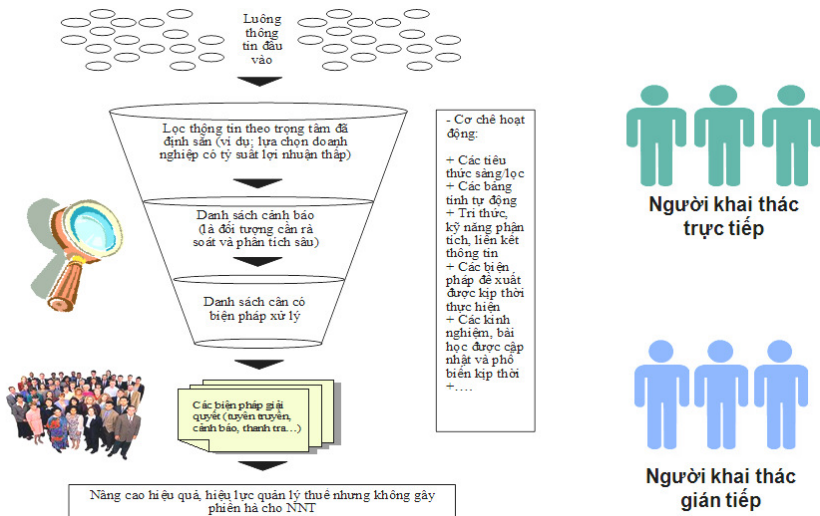 Luồng
thông
tin đầu
vào
Lọc thông tin theo trọng tâm đã
định sẵn (ví dụ: lựa chọn doanh
nghiệp có tỷ suất lợi nhuận thấp)
Danh sách cảnh báo
(là đối tượng cần rà
soát và phân tích sâu)
Danh sách cần có
biện pháp xử lý
Các biện pháp giải
quyết (tuyên truyền,
cảnh báo, thanh tra...)
Nâng cao hiệu quả, hiệu lực quản lý thuế nhưng không gây
phiền hà cho NNT
- Cơ chế hoạt
động:
+ Các tiêu
thức sàng/lọc
+ Các bảng
tính tự động
+ Tri thức,
kỹ năng phân
tích, liên kết
thông tin
+ Các biện
pháp đề xuất
được kịp thời
thực hiện
+ Các kinh
nghiệm, bài
học được cập
nhật và phổ
biến kịp thời
+....
Người khai thác
trực tiếp
Người khai thác
gián tiếp